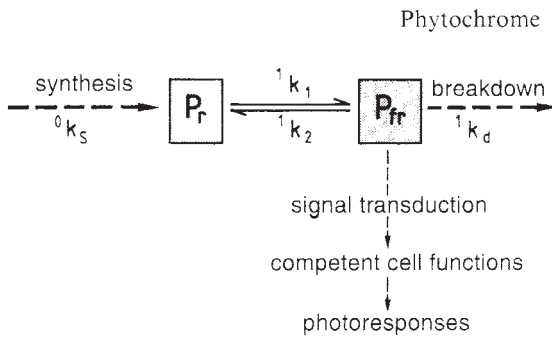 Phytochrome
synthesis
⁰kₛ
Pᵣ
¹k₁
¹k₂
P_fr
breakdown
¹k_d
signal transduction
competent cell functions
photoresponses